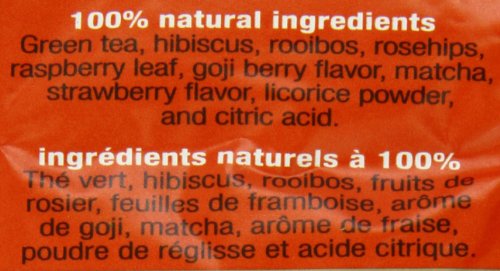 100% natural ingredients
Green tea, hibiscus, rooibos, rosehips,
raspberry leaf, goji berry flavor, matcha,
strawberry flavor, licorice powder,
and citric acid.
ingrédients naturels à 100%
Thé vert, hibiscus, rooibos, fruits de
rosier, feuilles de framboise, arôme
de goji, matcha, arôme de fraise,
poudre de réglisse et acide citrique.